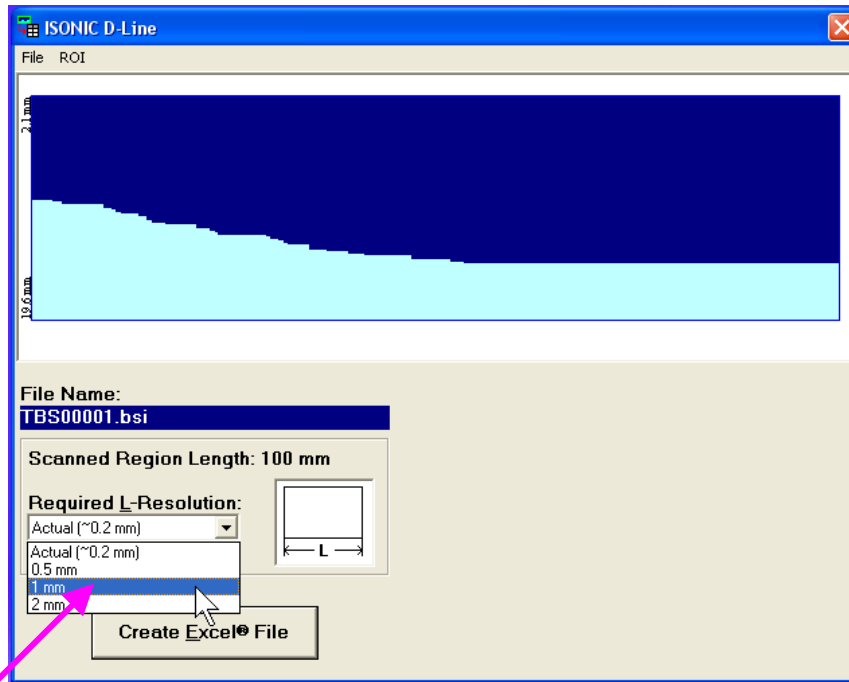 ISONIC D-Line
File ROI
2.1 mm
19.6 mm
File Name:
TBS00001.bsi
Scanned Region Length: 100 mm
Required L-Resolution:
Actual (~0.2 mm)
Actual (~0.2 mm)
0.5 mm
1 mm
2 mm
L
Create Excel® File